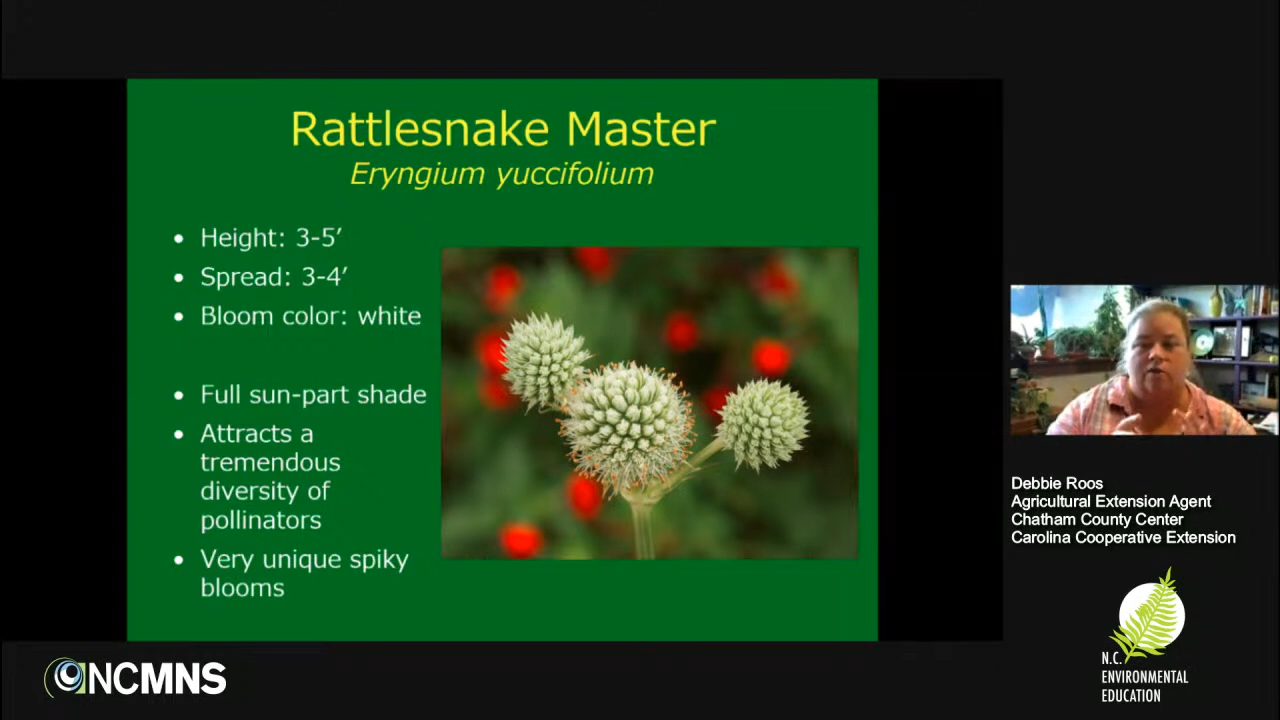 Rattlesnake Master
Eryngium yuccifolium
• Height: 3-5’
• Spread: 3-4’
• Bloom color: white
• Full sun-part shade
• Attracts a
tremendous
diversity of
pollinators
• Very unique spiky
blooms
Debbie Roos
Agricultural Extension Agent
Chatham County Center
Carolina Cooperative Extension
NCMNS
N.C.
ENVIRONMENTAL
EDUCATION